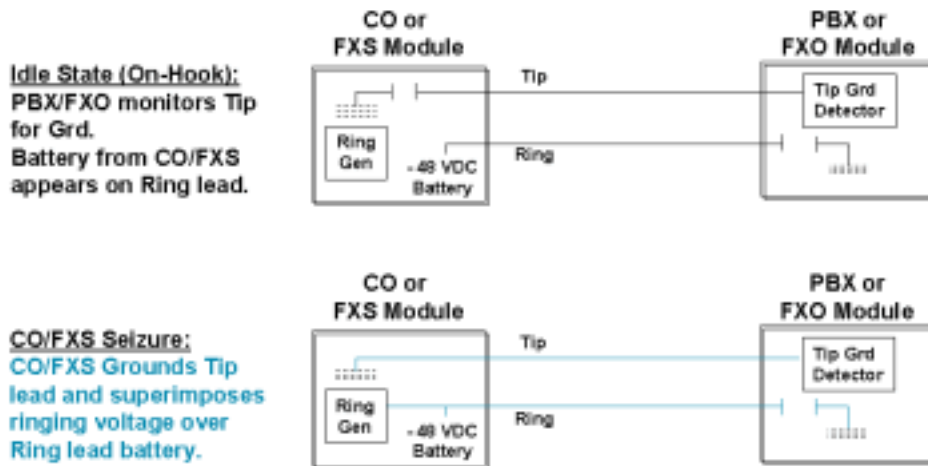 CO or
FXS Module
PBX or
FXO Module
Idle State (On-Hook):
PBX/FXO monitors Tip
for Grd.
Battery from CO/FXS
appears on Ring lead.
Tip
Tip Grd
Detector
Ring
Gen
- 48 VDC
Battery
Ring
CO or
FXS Module
PBX or
FXO Module
CO/FXS Seizure:
CO/FXS Grounds Tip
lead and superimposes
ringing voltage over
Ring lead battery.
Tip
Tip Grd
Detector
Ring
Gen
- 48 VDC
Battery
Ring